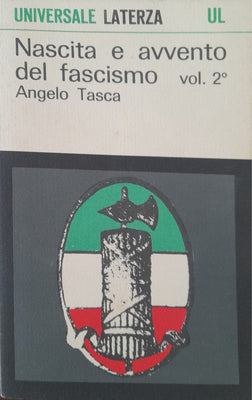 UNIVERSALE LATERZA UL
Nascita e avvento
del fascismo vol. 2°
Angelo Tasca